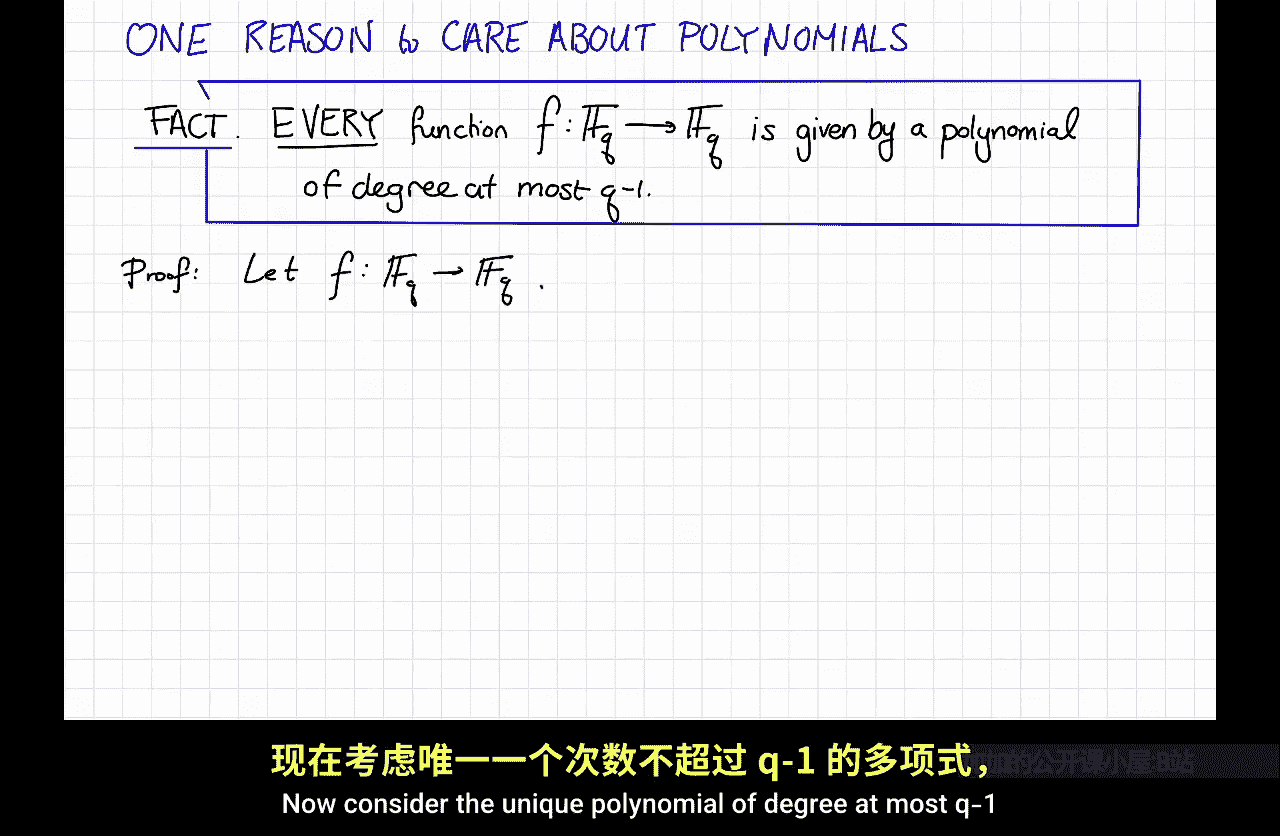 ONE REASON to CARE ABOUT POLYNOMIALS
FACT. EVERY function f: 𝔽q → 𝔽q is given by a polynomial
of degree at most q-1.
Proof: Let f: 𝔽q → 𝔽q .
现在考虑唯一一个次数不超过 q-1 的多项式，
Now consider the unique polynomial of degree at most q-1